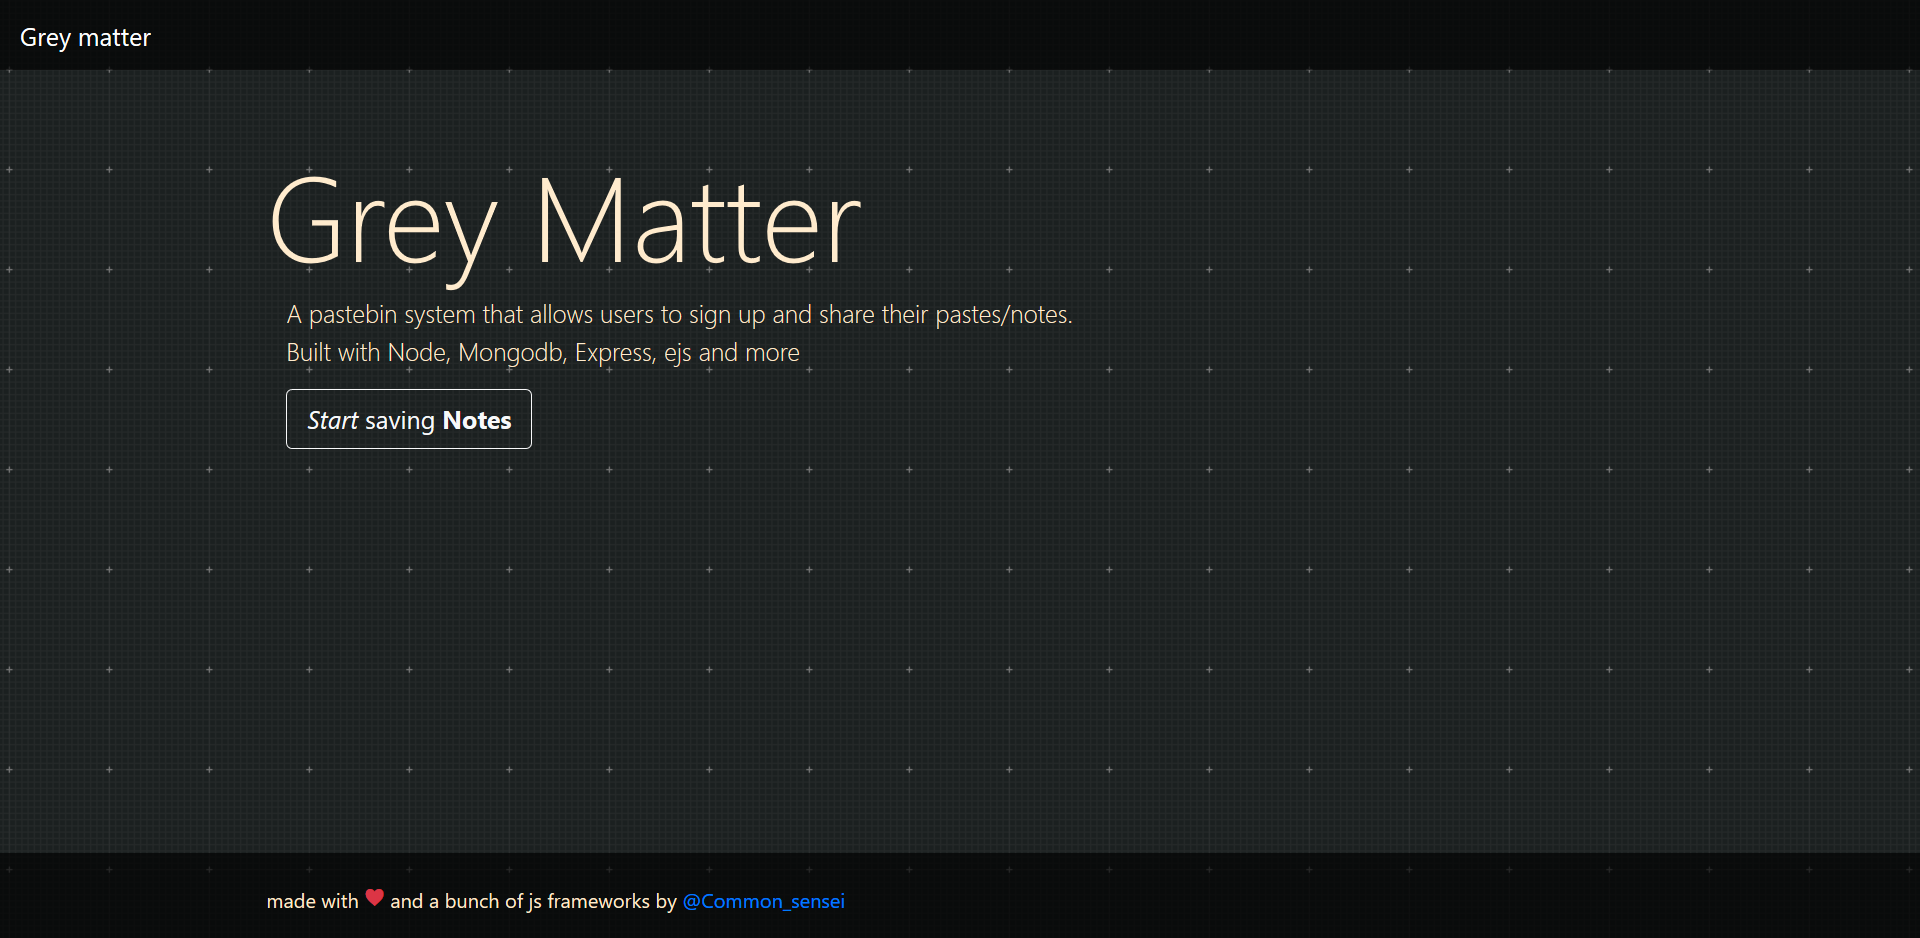 Grey matter
Grey Matter
A pastebin system that allows users to sign up and share their pastes/notes.
Built with Node, Mongodb, Express, ejs and more
Start saving Notes
made with ♥ and a bunch of js frameworks by @Common_sensei